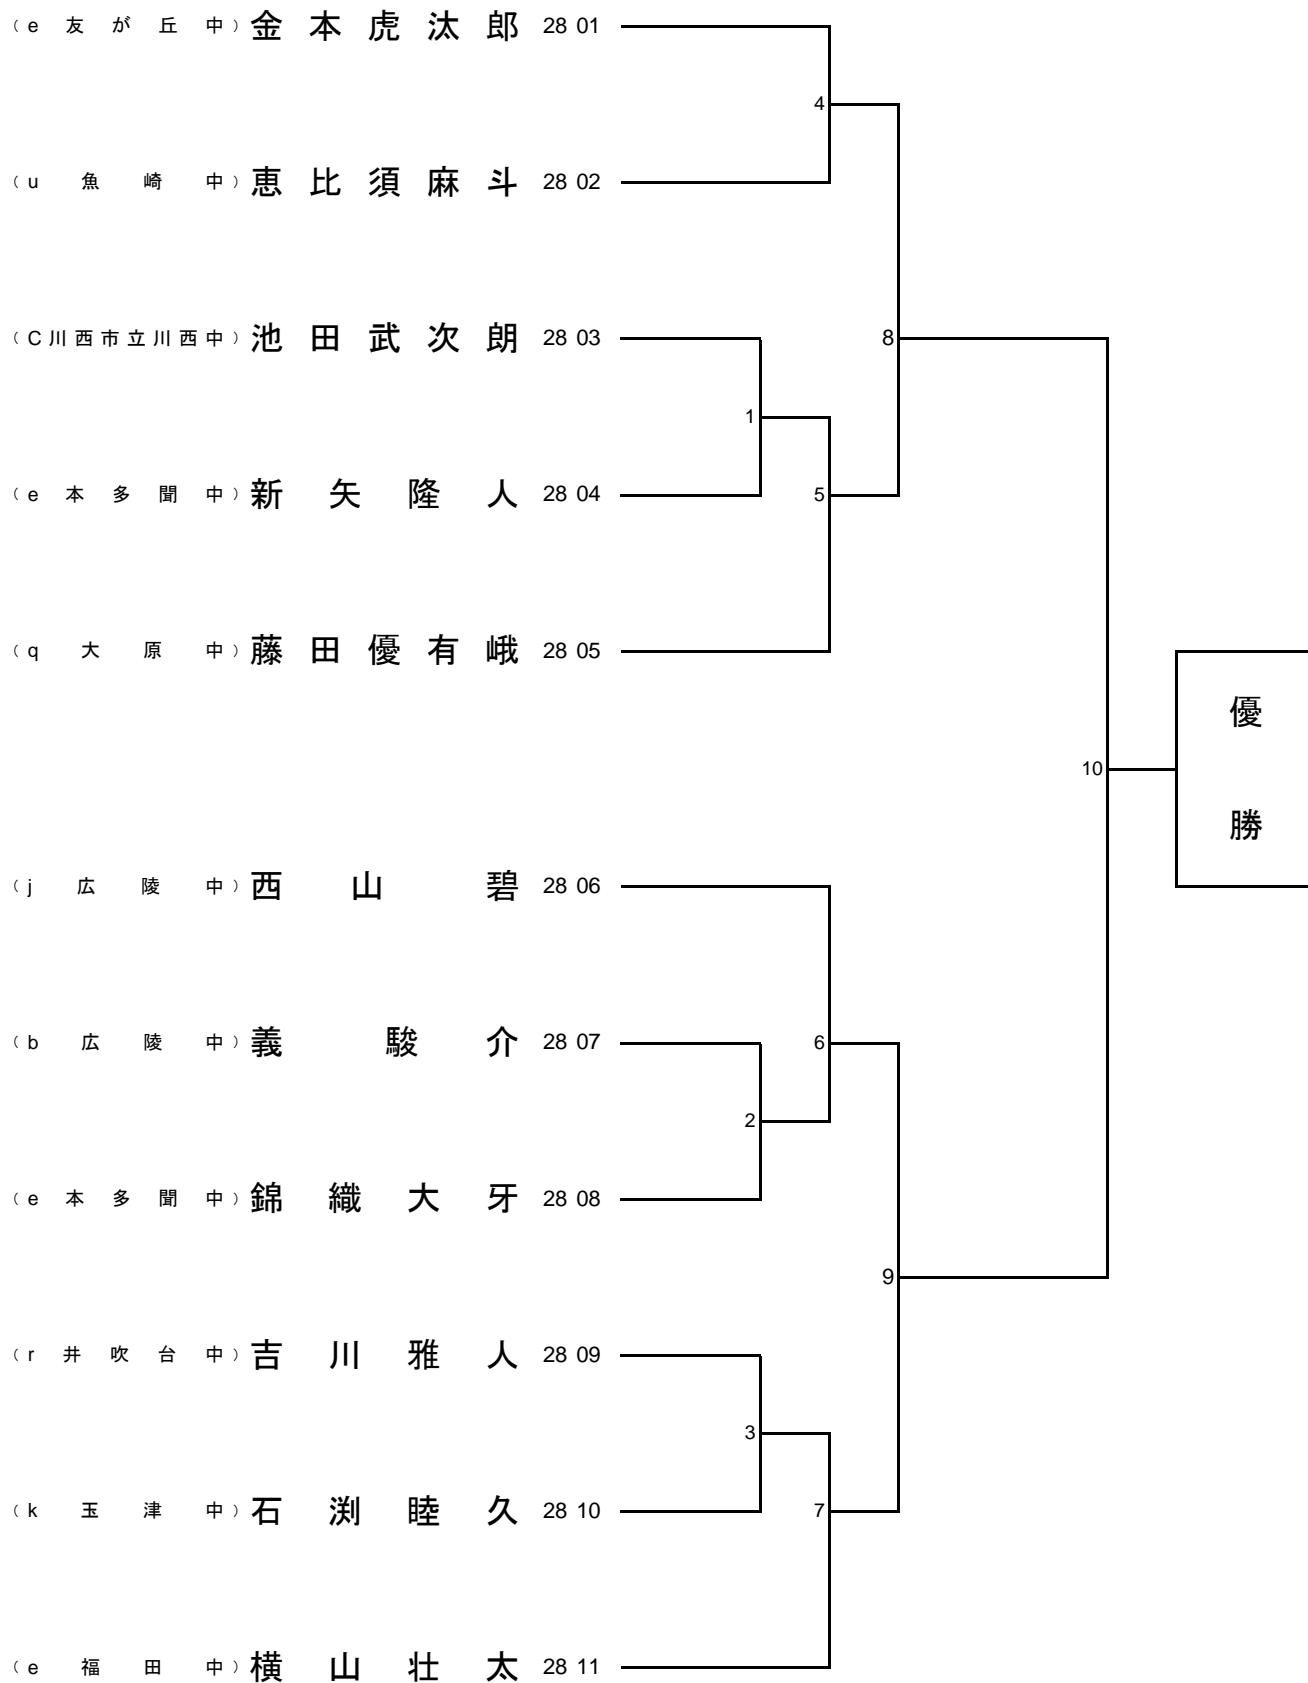 （e 友が丘中）金本虎汰郎 28 01
4
（u 魚崎中）恵比須麻斗 28 02
（C川西市立川西中）池田武次朗 28 03
8
1
（e 本多聞中）新矢隆人 28 04
5
（q 大原中）藤田優有峨 28 05
優勝
10
（j 広陵中）西山碧 28 06
（b 広陵中）義駿介 28 07
6
2
（e 本多聞中）錦織大牙 28 08
9
（r 井吹台中）吉川雅人 28 09
3
（k 玉津中）石渕睦久 28 10
7
（e 福田中）横山壮太 28 11